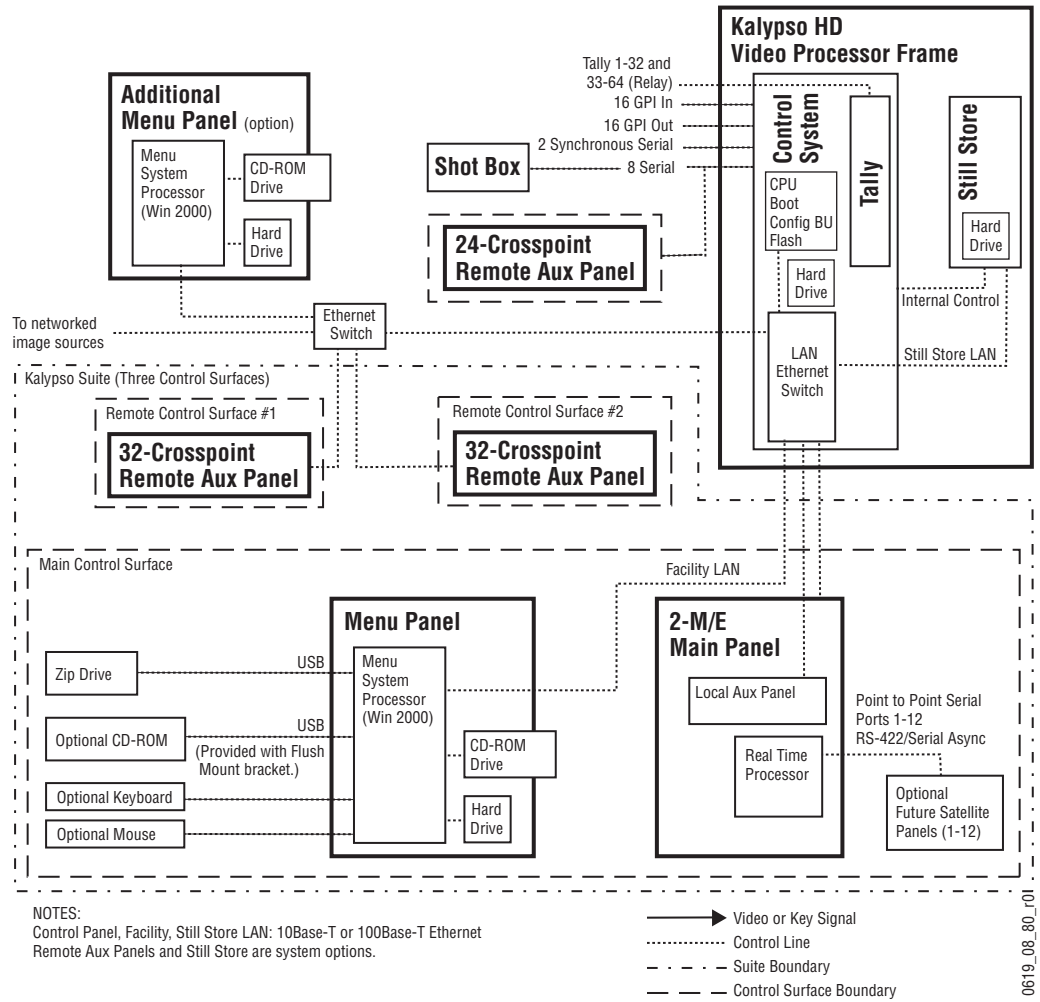 Kalypso HD
Video Processor Frame
Tally 1-32 and
33-64 (Relay)
16 GPI In
16 GPI Out
2 Synchronous Serial
8 Serial
Shot Box
24-Crosspoint
Remote Aux Panel
Control
System
CPU
Boot
Config BU
Flash
Hard
Drive
Tally
Still Store
Hard
Drive
Internal Control
LAN
Ethernet
Switch
Still Store LAN
Additional
Menu Panel (option)
Menu
System
Processor
(Win 2000)
CD-ROM
Drive
Hard
Drive
To networked
image sources
Ethernet
Switch
Kalypso Suite (Three Control Surfaces)
Remote Control Surface #1
32-Crosspoint
Remote Aux Panel
Remote Control Surface #2
32-Crosspoint
Remote Aux Panel
Main Control Surface
Facility LAN
Menu Panel
Menu
System
Processor
(Win 2000)
CD-ROM
Drive
Hard
Drive
Zip Drive
USB
Optional CD-ROM
USB
(Provided with Flush
Mount bracket.)
Optional Keyboard
Optional Mouse
2-M/E
Main Panel
Local Aux Panel
Real Time
Processor
Point to Point Serial
Ports 1-12
RS-422/Serial Async
Optional
Future Satellite
Panels (1-12)
NOTES:
Control Panel, Facility, Still Store LAN: 10Base-T or 100Base-T Ethernet
Remote Aux Panels and Still Store are system options.
Video or Key Signal
Control Line
Suite Boundary
Control Surface Boundary
0619_08_80_r0